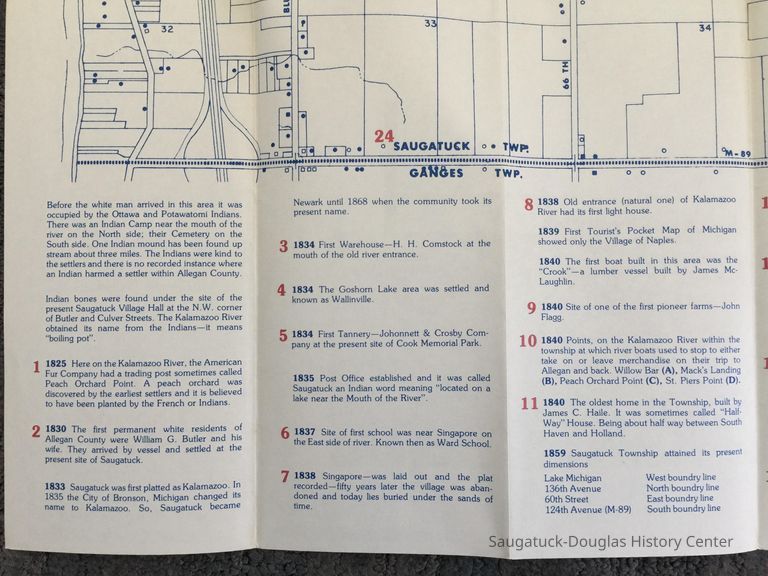 32
33
34
BLU
66 TH
24
SAUGATUCK TWP.
GANGES TWP.
M-89
Before the white man arrived in this area it was
occupied by the Ottawa and Potawatomi Indians.
There was an Indian Camp near the mouth of the
river on the North side; their Cemetery on the
South side. One Indian mound has been found up
stream about three miles. The Indians were kind
to the settlers and there is no recorded instance where
an Indian harmed a settler within Allegan County.
Indian bones were found under the site of the
present Saugatuck Village Hall at the N.W. corner
of Butler and Culver Streets. The Kalamazoo River
obtained its name from the Indians—it means
"boiling pot".
1 1825 Here on the Kalamazoo River, the American
Fur Company had a trading post sometimes called
Peach Orchard Point. A peach orchard was
discovered by the earliest settlers and it is believed
to have been planted by the French or Indians.
2 1830 The first permanent white residents of
Allegan County were William G. Butler and his
wife. They arrived by vessel and settled at the
present site of Saugatuck.
1833 Saugatuck was first platted as Kalamazoo. In
1835 the City of Bronson, Michigan changed its
name to Kalamazoo. So, Saugatuck became
Newark until 1868 when the community took its
present name.
3 1834 First Warehouse—H. H. Comstock at the
mouth of the old river entrance.
4 1834 The Goshorn Lake area was settled and
known as Wallinville.
5 1834 First Tannery—Johonnett & Crosby Com-
pany at the present site of Cook Memorial Park.
1835 Post Office established and it was called
Saugatuck an Indian word meaning "located on a
lake near the Mouth of the River".
6 1837 Site of first school was near Singapore on
the East side of river. Known then as Ward School.
7 1838 Singapore—was laid out and the plat
recorded—fifty years later the village was aban-
doned and today lies buried under the sands of
time.
8 1838 Old entrance (natural one) of Kalamazoo
River had its first light house.
1839 First Tourist's Pocket Map of Michigan
showed only the Village of Naples.
1840 The first boat built in this area was the
"Crook"—a lumber vessel built by James Mc-
Laughlin.
9 1840 Site of one of the first pioneer farms—John
Flagg.
10 1840 Points, on the Kalamazoo River within the
township at which river boats used to stop to either
take on or leave merchandise on their trip to
Allegan and back. Willow Bar (A), Mack's Landing
(B), Peach Orchard Point (C), St. Piers Point (D).
11 1840 The oldest home in the Township, built by
James C. Haile. It was sometimes called "Half-
Way" House. Being about half way between South
Haven and Holland.
1859 Saugatuck Township attained its present
dimensions
Lake Michigan West boundry line
136th Avenue North boundry line
60th Street East boundry line
124th Avenue (M-89) South boundry line
Saugatuck-Douglas History Center